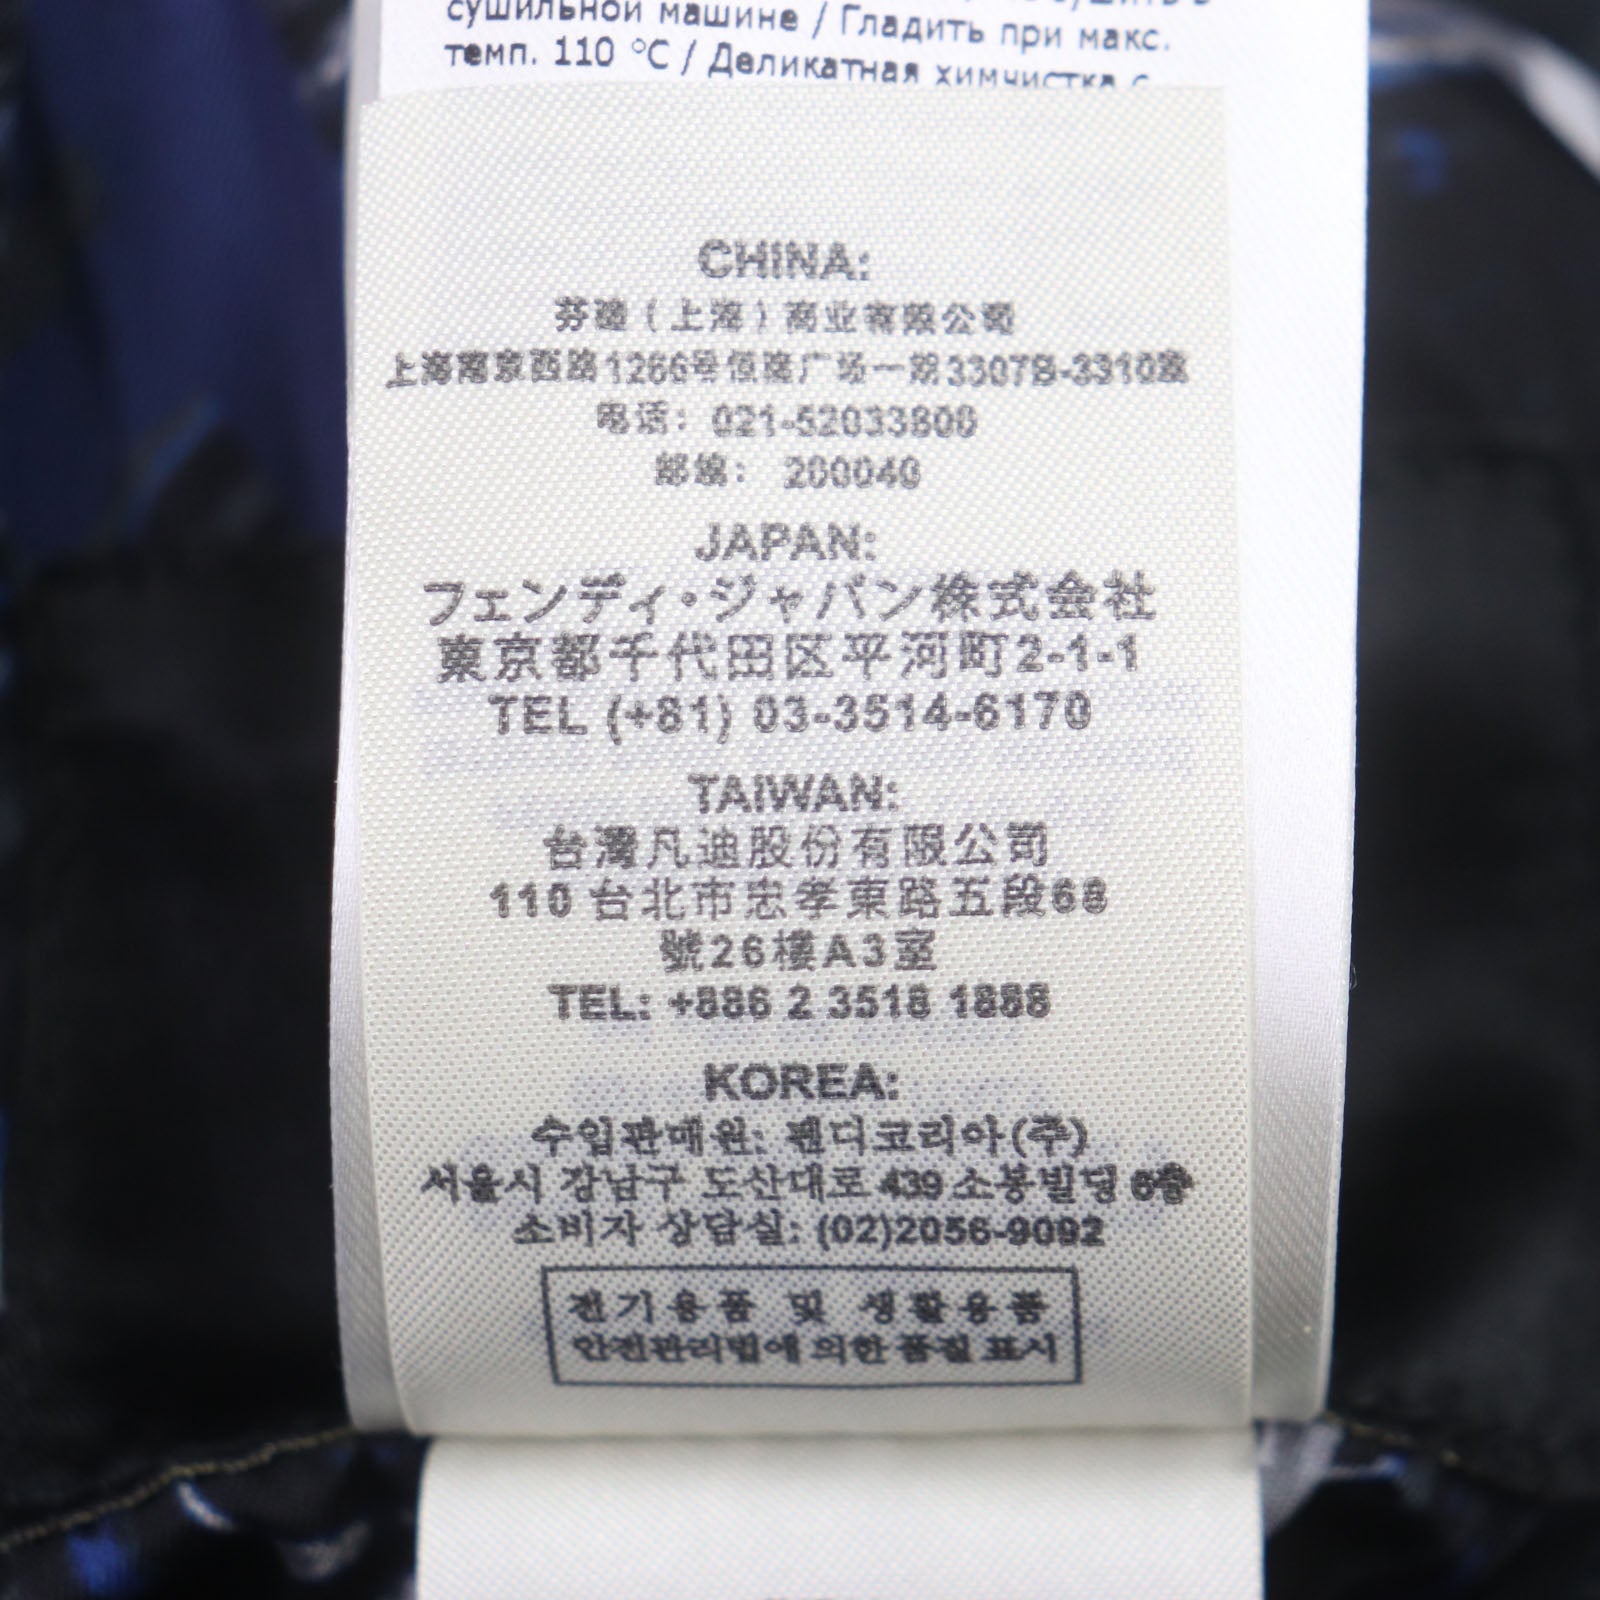 сушильной машине / Гладить при макс.
темп. 110 °C / Деликатная химчистка с
CHINA:
芬迪（上海）商业有限公司
上海南京西路1266号恒隆广场一期3307B-3310室
电话：021-52033800
邮编：200040
JAPAN:
フェンディ・ジャパン株式会社
東京都千代田区平河町2-1-1
TEL (+81) 03-3514-6170
TAIWAN:
台灣凡迪股份有限公司
110 台北市忠孝東路五段68
號26樓A3室
TEL: +886 2 3518 1888
KOREA:
수입판매원: 펜디코리아(주)
서울시 강남구 도산대로 439 소봉빌딩 6층
소비자 상담실: (02)2056-9092
전기용품 및 생활용품
안전관리법에 의한 품질표시